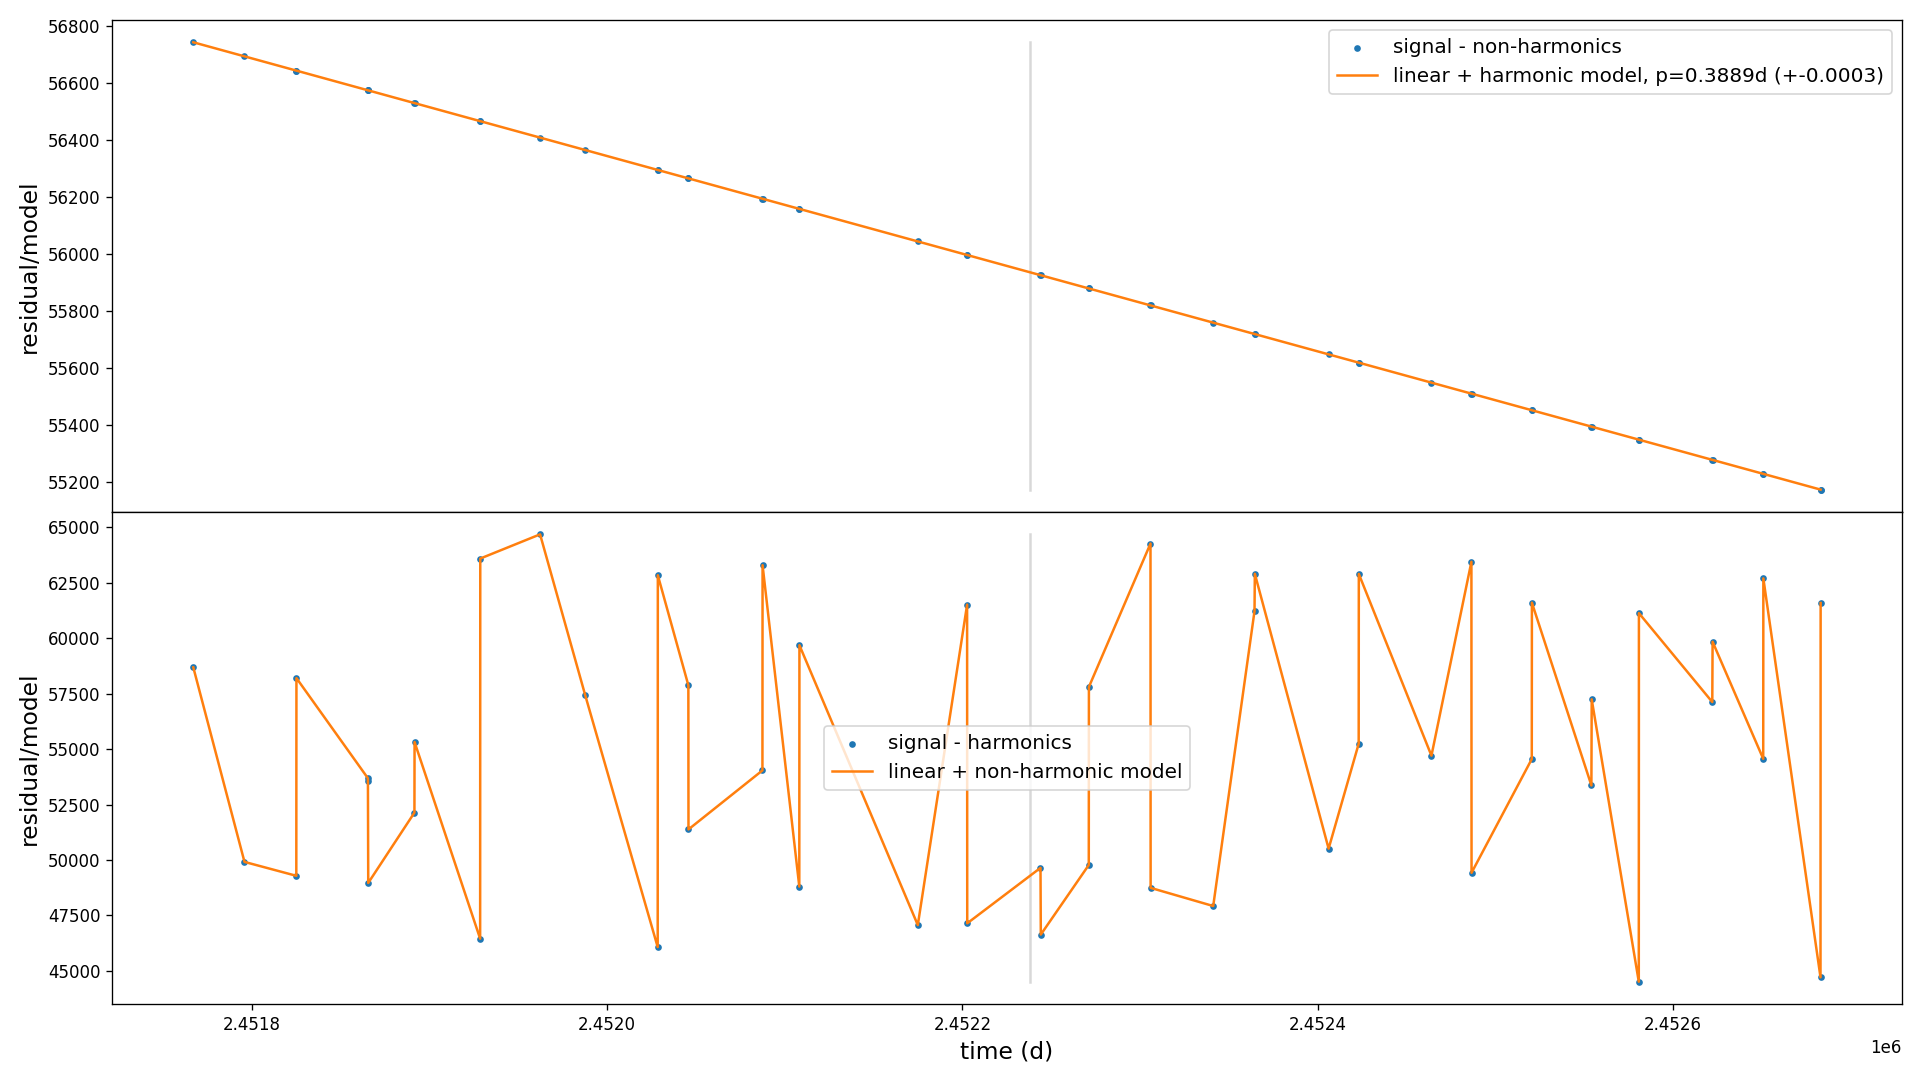 56800
56600
56400
56200
56000
55800
55600
55400
55200
residual/model
signal - non-harmonics
linear + harmonic model, p=0.3889d (+-0.0003)
65000
62500
60000
57500
55000
52500
50000
47500
45000
residual/model
signal - harmonics
linear + non-harmonic model
2.4518
2.4520
2.4522
2.4524
2.4526
1e6
time (d)